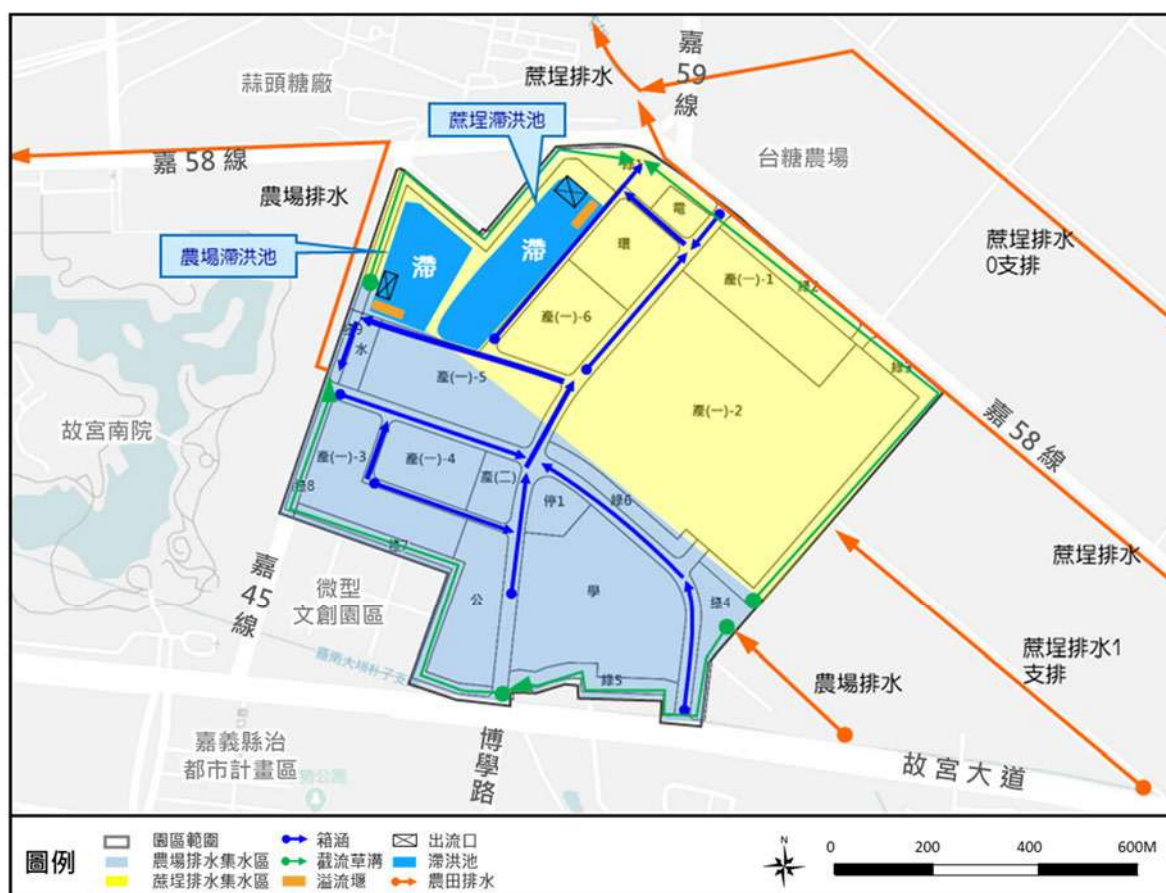 嘉
59
線
蔗埕排水
蒜頭糖廠
蔗埕滯洪池
台糖農場
嘉 58 線
農場排水
農場滯洪池
滯
滯
電
環
產(一)-1
綠2
蔗埕排水
0支排
產(一)-6
綠3
水
產(一)-5
產(一)-2
嘉 58 線
故宮南院
產(一)-3
產(一)-4
產(二)
停1
綠6
綠8
綠7
蔗埕排水
嘉
45
線
微型
文創園區
公
學
綠4
蔗埕排水1
支排
農場排水
綠5
嘉義縣治
都市計畫區
博
學
路
故宮大道
圖例
園區範圍
箱涵
出流口
農場排水集水區
截流草溝
滯洪池
蔗埕排水集水區
溢流堰
農田排水
N
0 200 400 600M